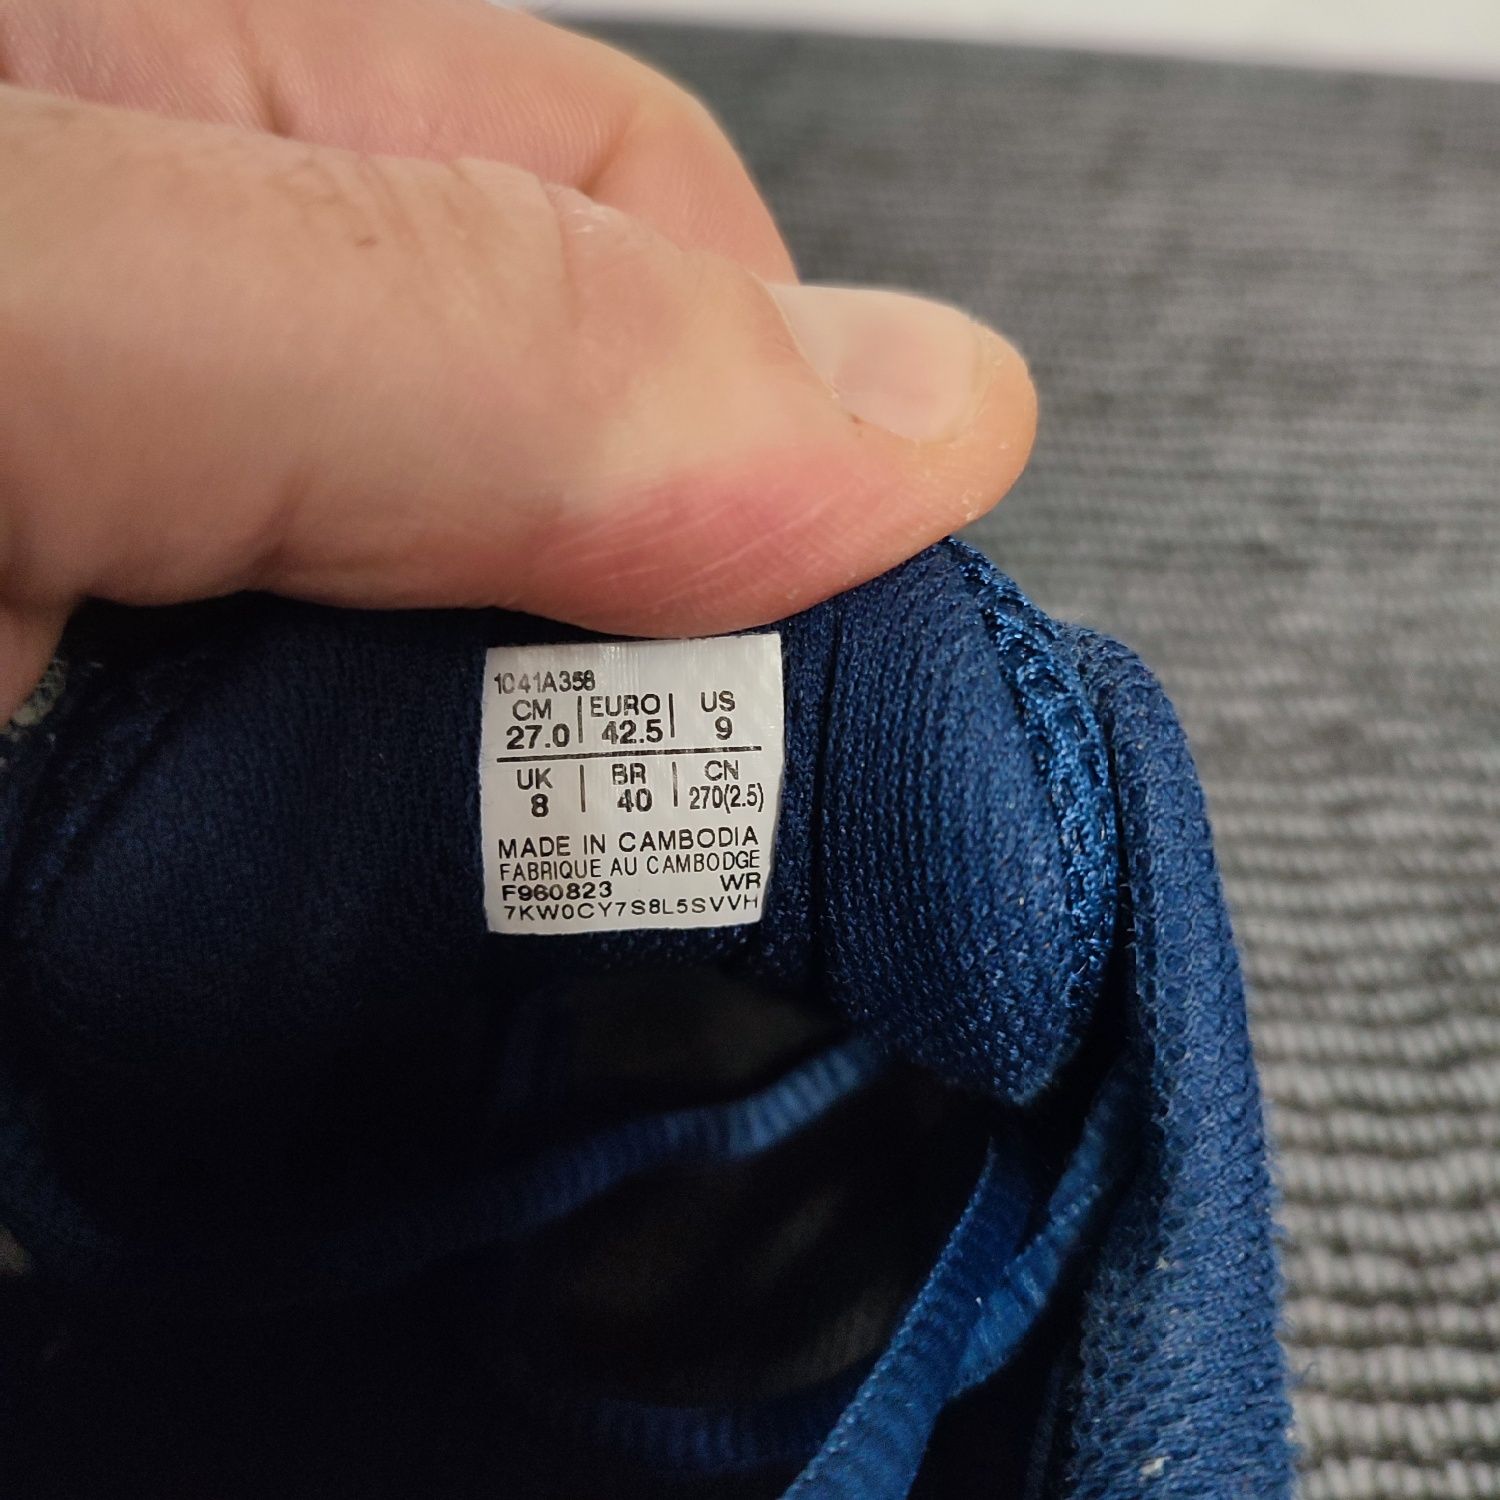 1041A358
CM | EURO | US
27.0 | 42.5 | 9
UK | BR | CN
8 | 40 | 270(2.5)
MADE IN CAMBODIA
FABRIQUE AU CAMBODGE
F960823 WR
7KW0CY7S8L5SVVH